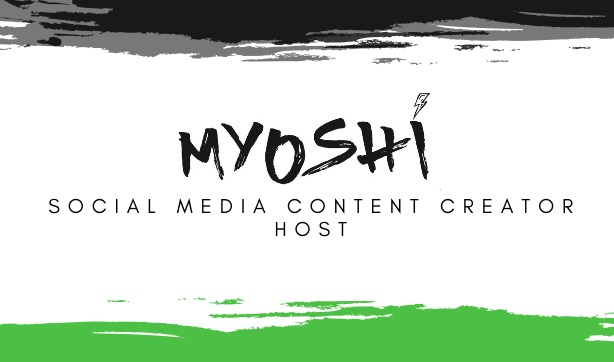 MYOSHI
SOCIAL MEDIA CONTENT CREATOR
HOST